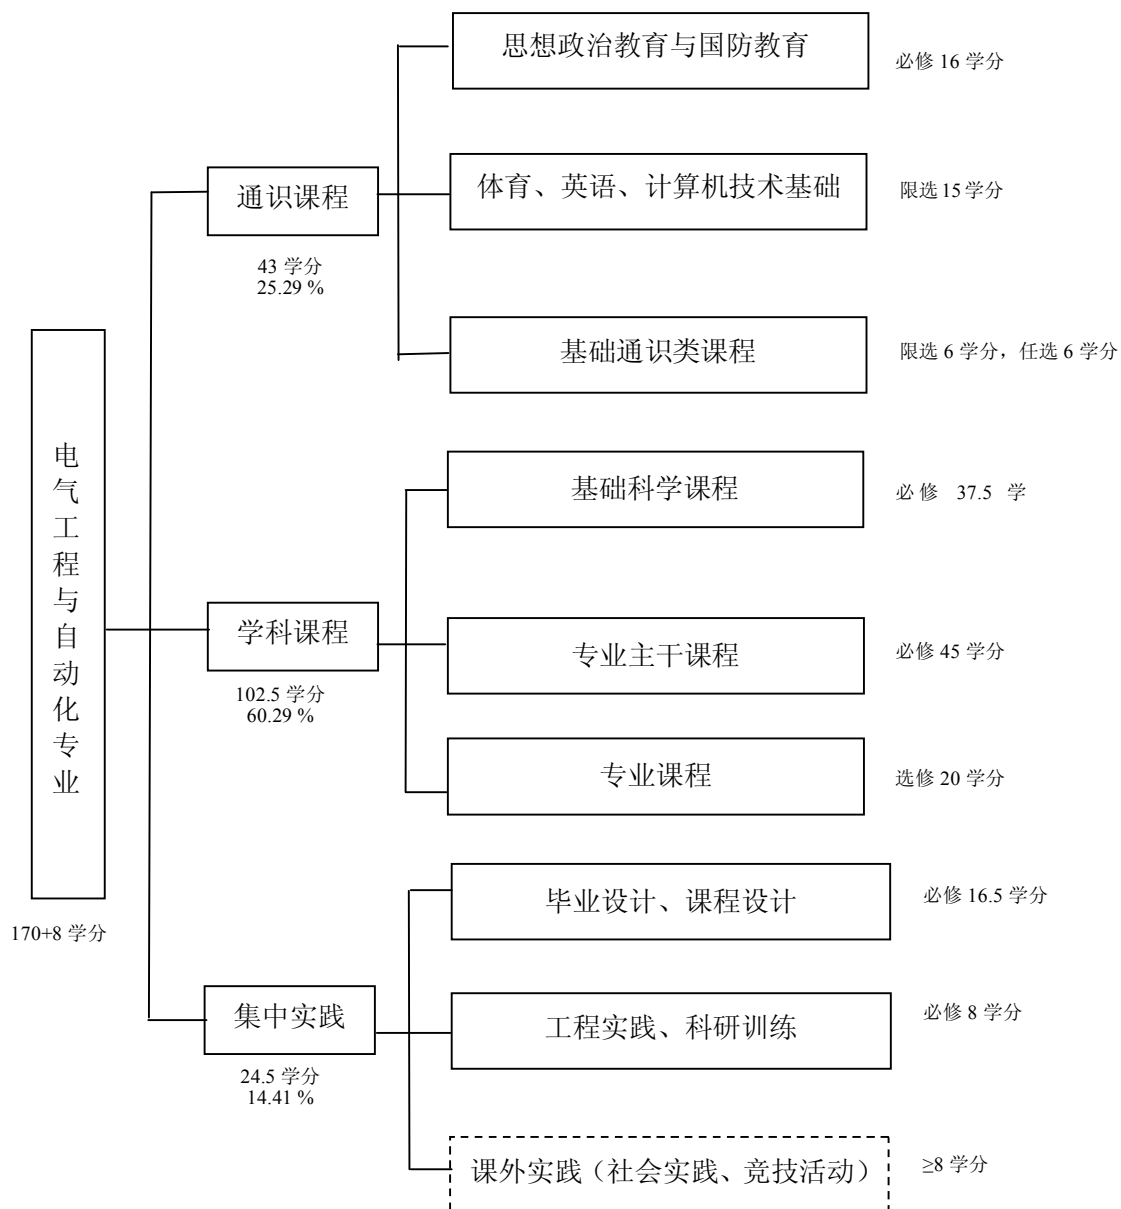 思想政治教育与国防教育
必修 16 学分
通识课程
体育、英语、计算机技术基础
限选 15 学分
43 学分
25.29 %
基础通识类课程
限选 6 学分，任选 6 学分
电气工程与自动化专业
170+8 学分
基础科学课程
必修 37.5 学
学科课程
102.5 学分
60.29 %
专业主干课程
必修 45 学分
专业课程
选修 20 学分
毕业设计、课程设计
必修 16.5 学分
集中实践
24.5 学分
14.41 %
工程实践、科研训练
必修 8 学分
课外实践（社会实践、竞技活动）
≥8 学分